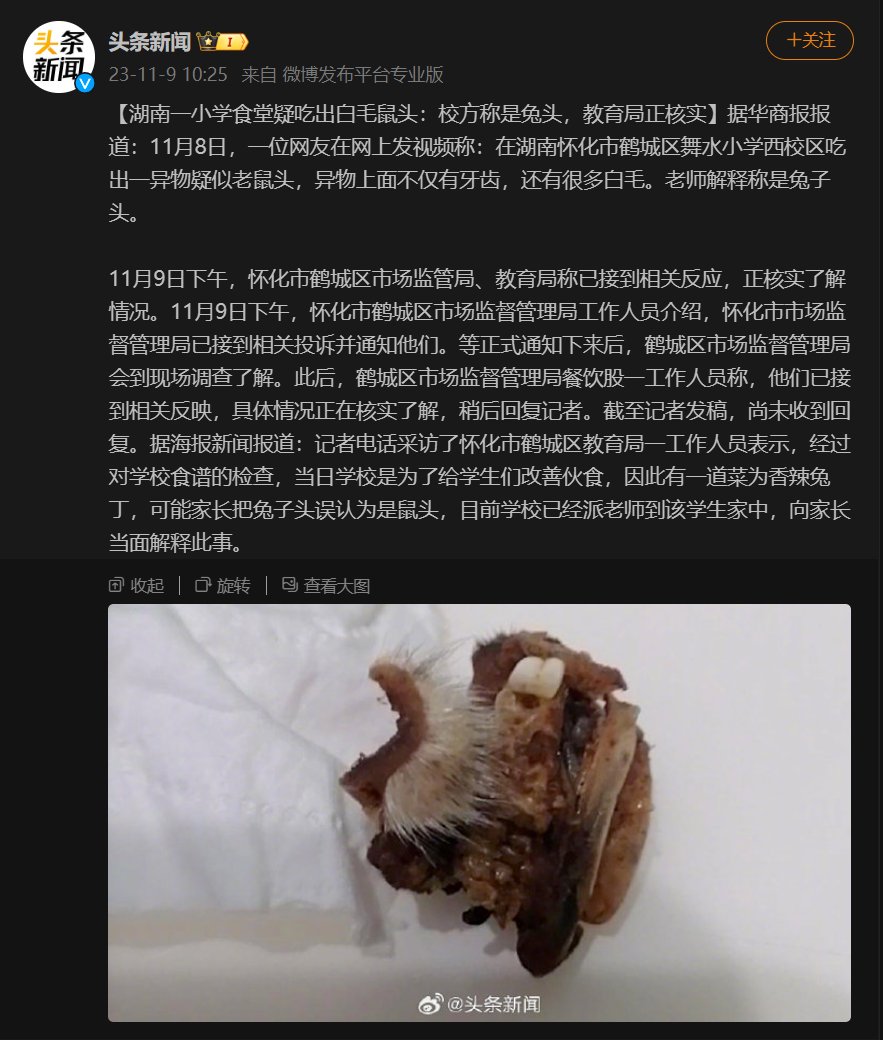 头条新闻
头条新闻 I
+关注
23-11-9 10:25 来自 微博发布平台专业版
【湖南一小学食堂疑吃出白毛鼠头：校方称是兔头，教育局正核实】据华商报报
道：11月8日，一位网友在网上发视频称：在湖南怀化市鹤城区舞水小学西校区吃
出一异物疑似老鼠头，异物上面不仅有牙齿，还有很多白毛。老师解释称是兔子
头。
11月9日下午，怀化市鹤城区市场监管局、教育局称已接到相关反应，正核实了解
情况。11月9日下午，怀化市鹤城区市场监督管理局工作人员介绍，怀化市市场监
督管理局已接到相关投诉并通知他们。等正式通知下来后，鹤城区市场监督管理局
会到现场调查了解。此后，鹤城区市场监督管理局餐饮股一工作人员称，他们已接
到相关反映，具体情况正在核实了解，稍后回复记者。截至记者发稿，尚未收到回
复。据海报新闻报道：记者电话采访了怀化市鹤城区教育局一工作人员表示，经过
对学校食谱的检查，当日学校是为了给学生们改善伙食，因此有一道菜为香辣兔
丁，可能家长把兔子头误认为是鼠头，目前学校已经派老师到该学生家中，向家长
当面解释此事。
收起 | 旋转 | 查看大图
@头条新闻